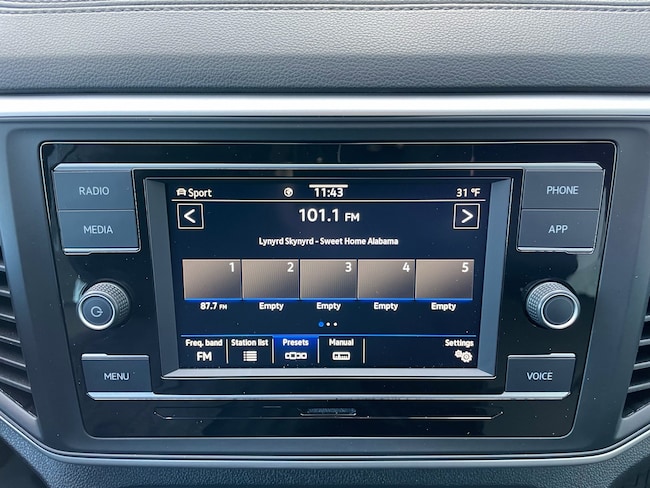 RADIO
MEDIA
MENU
Sport
11:43
31 °F
101.1 FM
Lynyrd Skynyrd - Sweet Home Alabama
1 2 3 4 5
87.7 FM Empty Empty Empty Empty
Freq. band Station list Presets Manual Settings
FM
PHONE
APP
VOICE